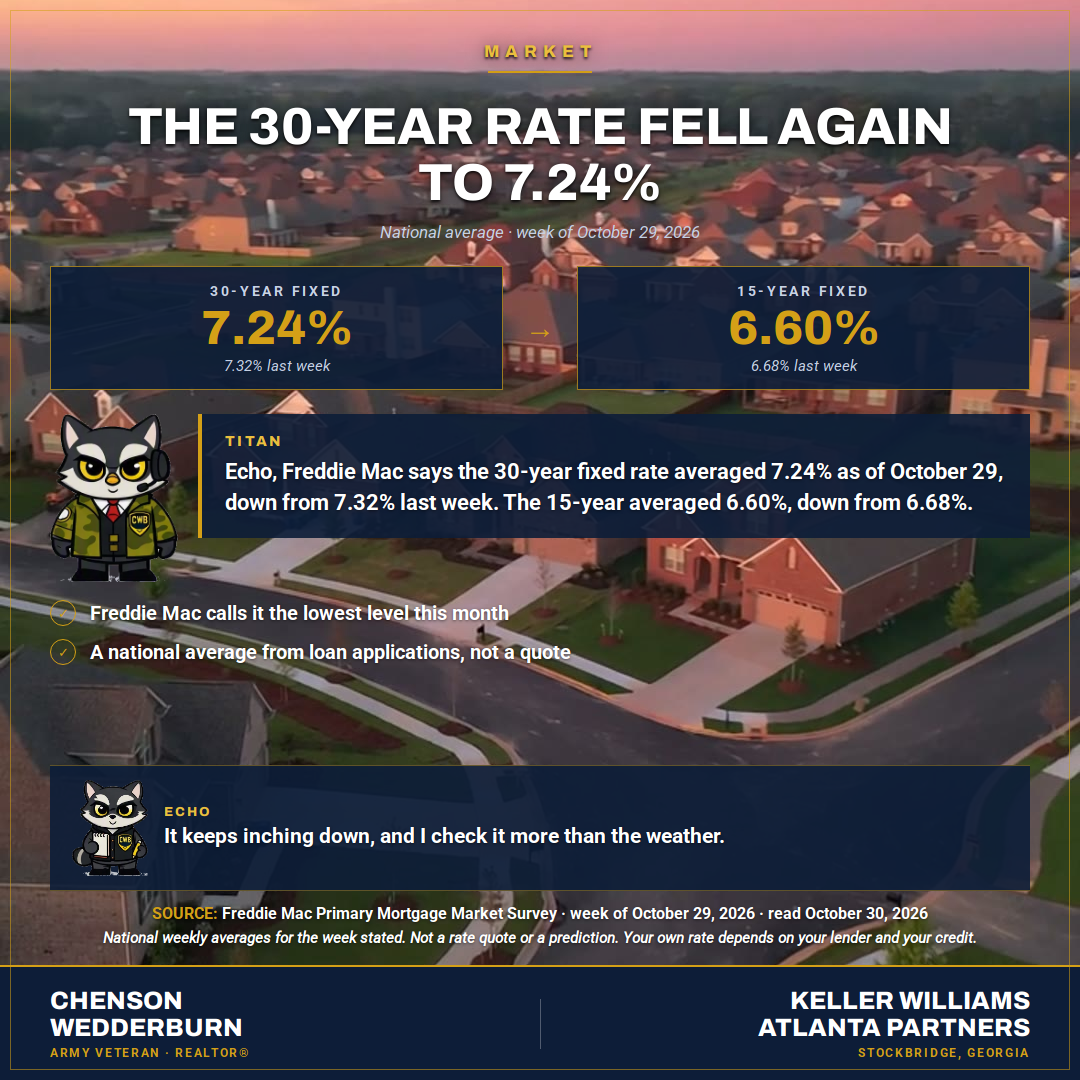 MARKET
THE 30-YEAR RATE FELL AGAIN
TO 7.24%
National average · week of October 29, 2026
30-YEAR FIXED
7.24%
7.32% last week
→
15-YEAR FIXED
6.60%
6.68% last week
TITAN
Echo, Freddie Mac says the 30-year fixed rate averaged 7.24% as of October 29,
down from 7.32% last week. The 15-year averaged 6.60%, down from 6.68%.
CWB
✓ Freddie Mac calls it the lowest level this month
✓ A national average from loan applications, not a quote
ECHO
It keeps inching down, and I check it more than the weather.
CWB
SOURCE: Freddie Mac Primary Mortgage Market Survey · week of October 29, 2026 · read October 30, 2026
National weekly averages for the week stated. Not a rate quote or a prediction. Your own rate depends on your lender and your credit.
CHENSON
WEDDERBURN
ARMY VETERAN · REALTOR®
KELLER WILLIAMS
ATLANTA PARTNERS
STOCKBRIDGE, GEORGIA